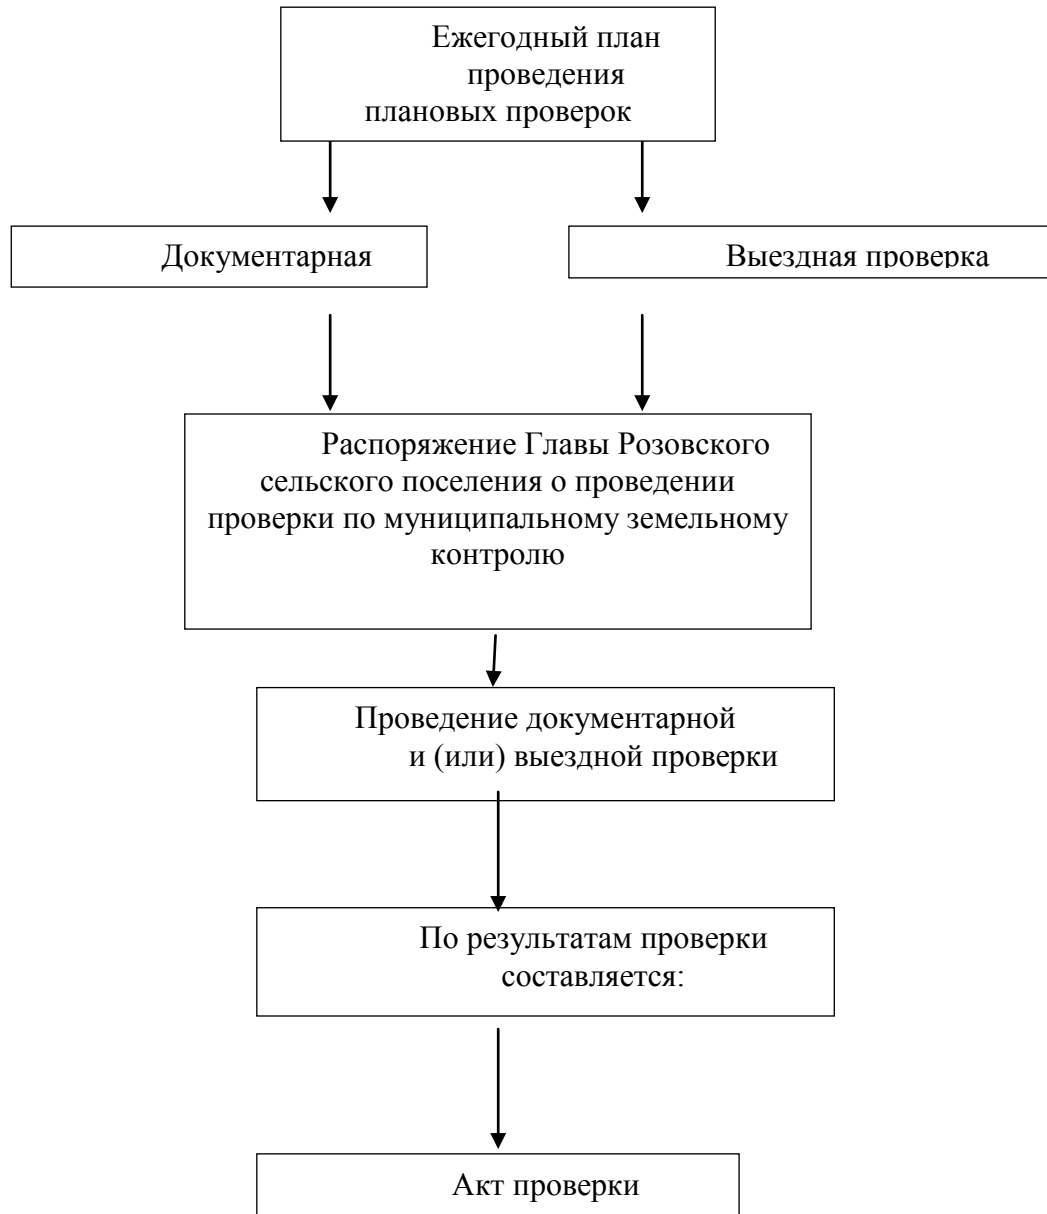 Ежегодный план
проведения
плановых проверок
Документарная
Выездная проверка
Распоряжение Главы Розовского
сельского поселения о проведении
проверки по муниципальному земельному
контролю
Проведение документарной
и (или) выездной проверки
По результатам проверки
составляется:
Акт проверки